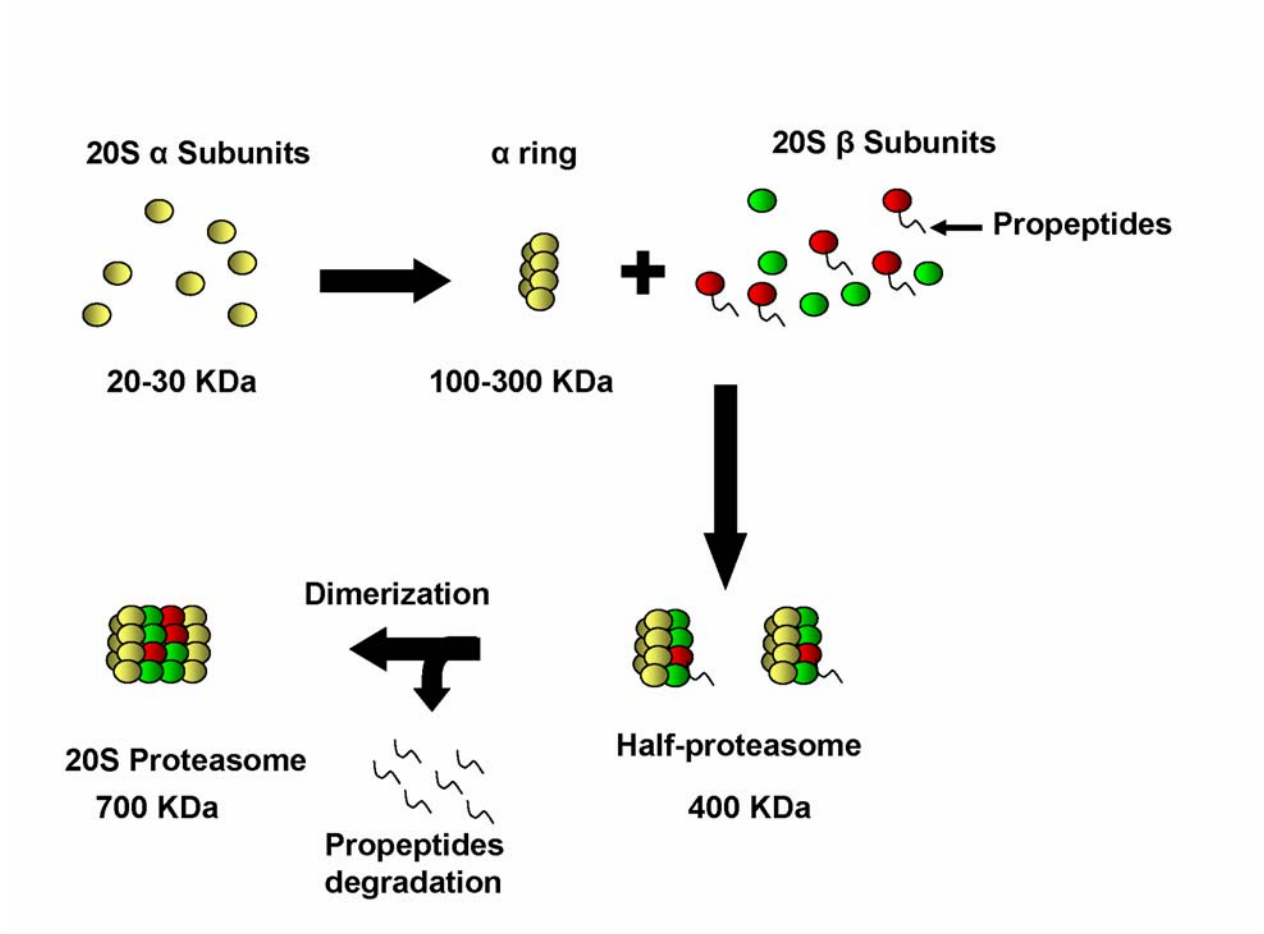 20S α Subunits
α ring
20S β Subunits
Propeptides
20-30 KDa
100-300 KDa
Dimerization
Half-proteasome
400 KDa
20S Proteasome
700 KDa
Propeptides
degradation